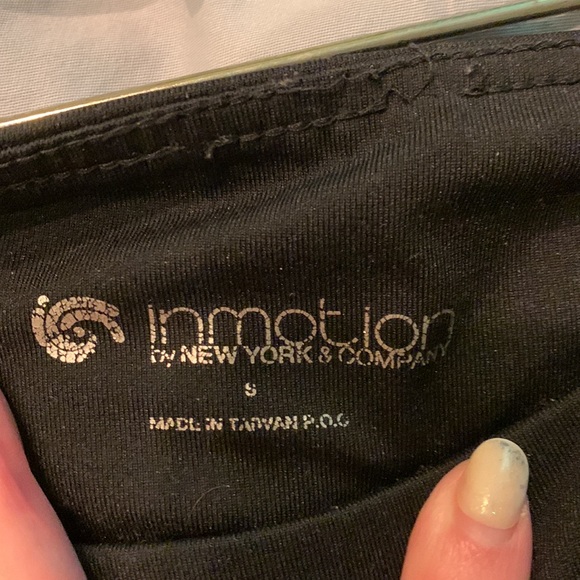 inmotion
by NEW YORK & COMPANY
S
MADE IN TAIWAN R.O.C